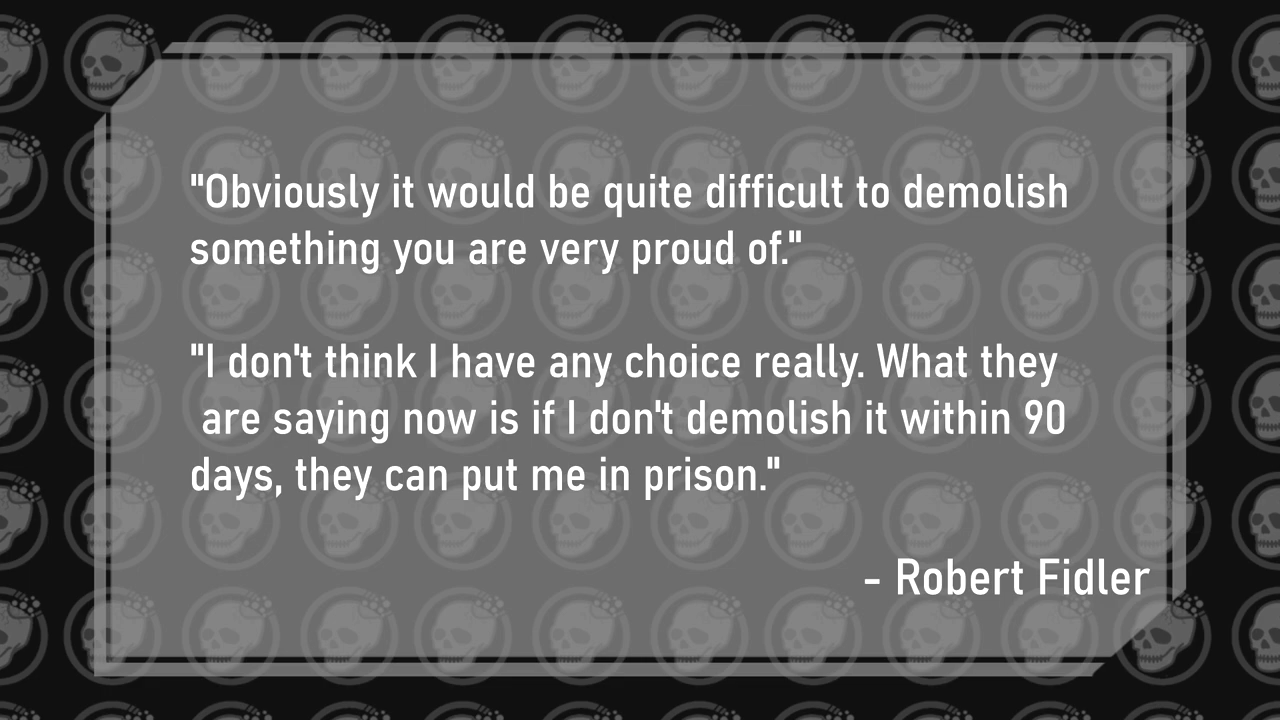 "Obviously it would be quite difficult to demolish
something you are very proud of."
"I don't think I have any choice really. What they
are saying now is if I don't demolish it within 90
days, they can put me in prison."
- Robert Fidler